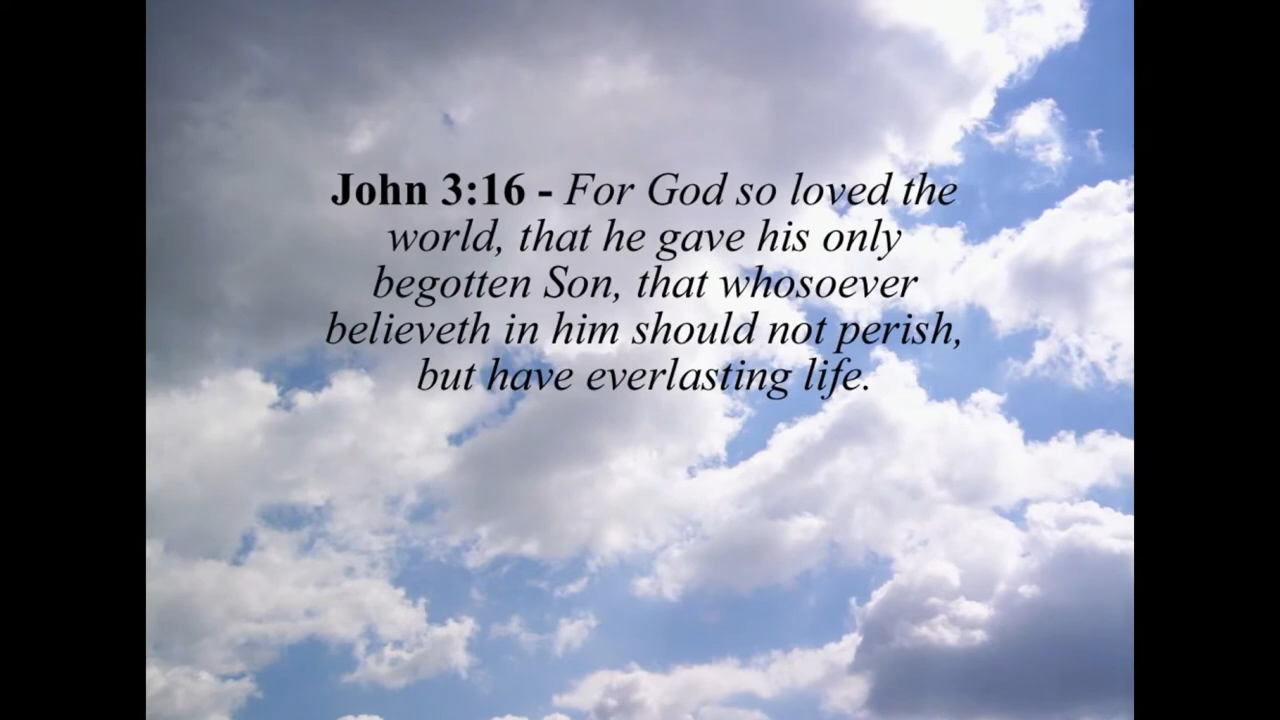 John 3:16 - For God so loved the
world, that he gave his only
begotten Son, that whosoever
believeth in him should not perish,
but have everlasting life.